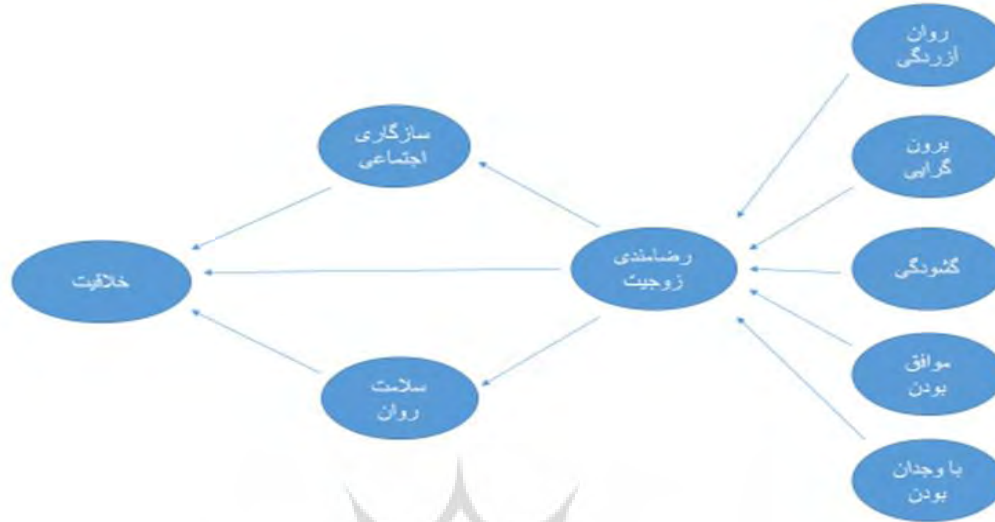 روان
آزردگی
برون
گرایی
گشودگی
موافق
بودن
با وجدان
بودن
رضامندی
زوجیت
سازگاری
اجتماعی
سلامت
روان
خلاقیت